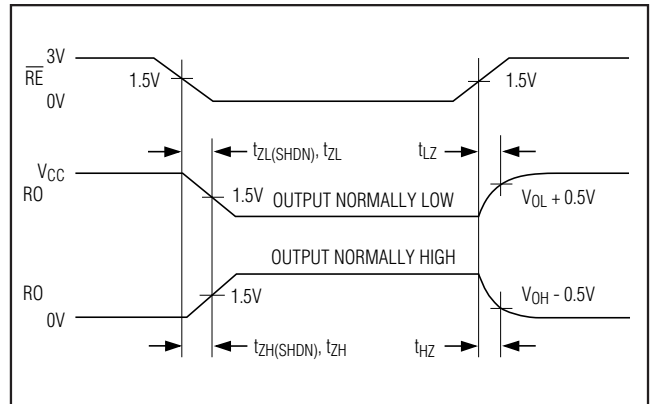 3V
RE
1.5V
1.5V
0V
tZL(SHDN), tZL
tLZ
VCC
RO
1.5V
OUTPUT NORMALLY LOW
VOL + 0.5V
OUTPUT NORMALLY HIGH
RO
1.5V
VOH - 0.5V
0V
tZH(SHDN), tZH
tHZ